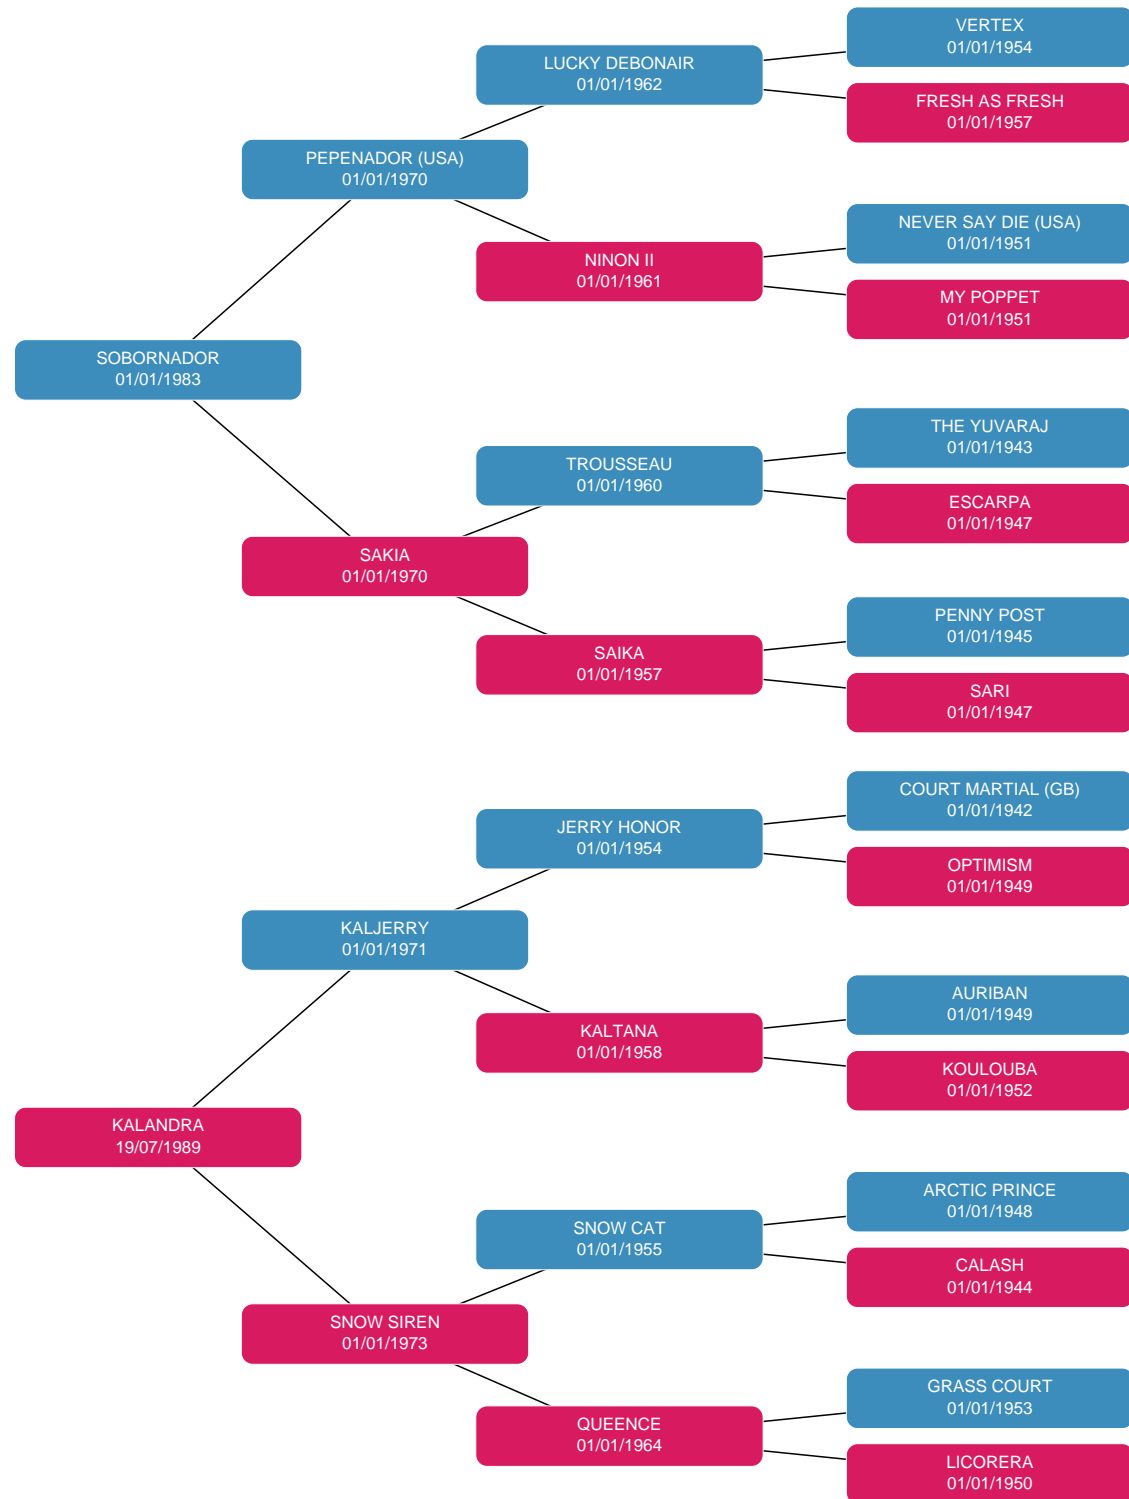 VERTEX
01/01/1954
LUCKY DEBONAIR
01/01/1962
FRESH AS FRESH
01/01/1957
PEPENADOR (USA)
01/01/1970
NEVER SAY DIE (USA)
01/01/1951
NINON II
01/01/1961
MY POPPET
01/01/1951
SOBORNADOR
01/01/1983
THE YUVARAJ
01/01/1943
TROUSSEAU
01/01/1960
ESCARPA
01/01/1947
SAKIA
01/01/1970
PENNY POST
01/01/1945
SAIKA
01/01/1957
SARI
01/01/1947
COURT MARTIAL (GB)
01/01/1942
JERRY HONOR
01/01/1954
OPTIMISM
01/01/1949
KALJERRY
01/01/1971
AURIBAN
01/01/1949
KALTANA
01/01/1958
KOULOUBA
01/01/1952
KALANDRA
19/07/1989
ARCTIC PRINCE
01/01/1948
SNOW CAT
01/01/1955
CALASH
01/01/1944
SNOW SIREN
01/01/1973
GRASS COURT
01/01/1953
QUEENCE
01/01/1964
LICORERA
01/01/1950